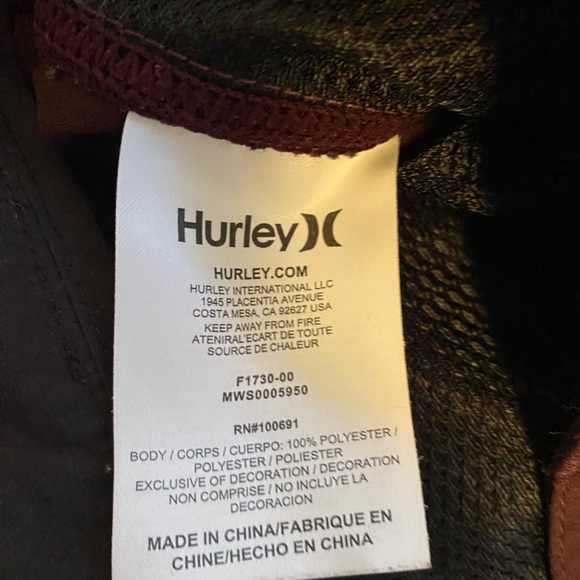 Hurley
HURLEY.COM
HURLEY INTERNATIONAL LLC
1945 PLACENTIA AVENUE
COSTA MESA, CA 92627 USA
KEEP AWAY FROM FIRE
ATENIRAL'ECART DE TOUTE
SOURCE DE CHALEUR
F1730-00
MWS0005950
RN#100691
BODY / CORPS / CUERPO: 100% POLYESTER /
POLYESTER / POLIESTER
EXCLUSIVE OF DECORATION / DECORATION
NON COMPRISE / NO INCLUYE LA
DECORACION
MADE IN CHINA/FABRIQUE EN
CHINE/HECHO EN CHINA